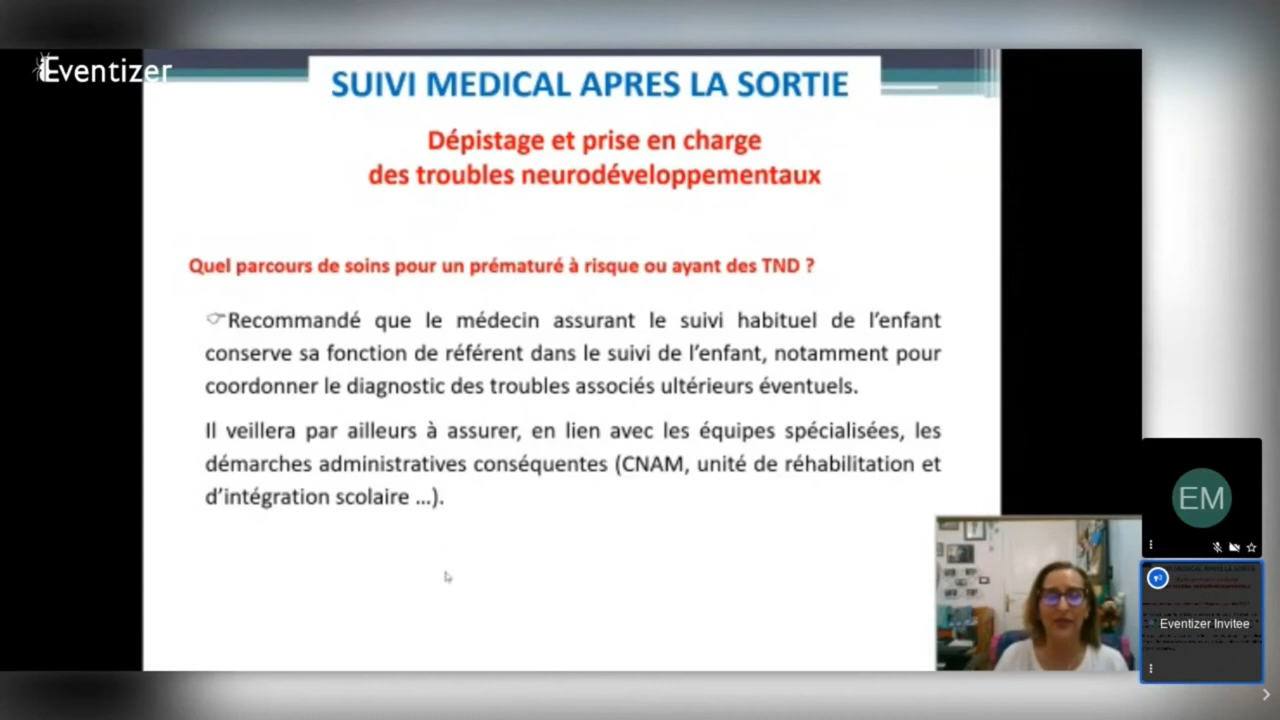 Eventizer
SUIVI MEDICAL APRES LA SORTIE
Dépistage et prise en charge
des troubles neurodéveloppementaux
Quel parcours de soins pour un prématuré à risque ou ayant des TND ?
☞Recommandé que le médecin assurant le suivi habituel de l’enfant
conserve sa fonction de référent dans le suivi de l’enfant, notamment pour
coordonner le diagnostic des troubles associés ultérieurs éventuels.
Il veillera par ailleurs à assurer, en lien avec les équipes spécialisées, les
démarches administratives conséquentes (CNAM, unité de réhabilitation et
d’intégration scolaire ...).
EM
Eventizer Invitee